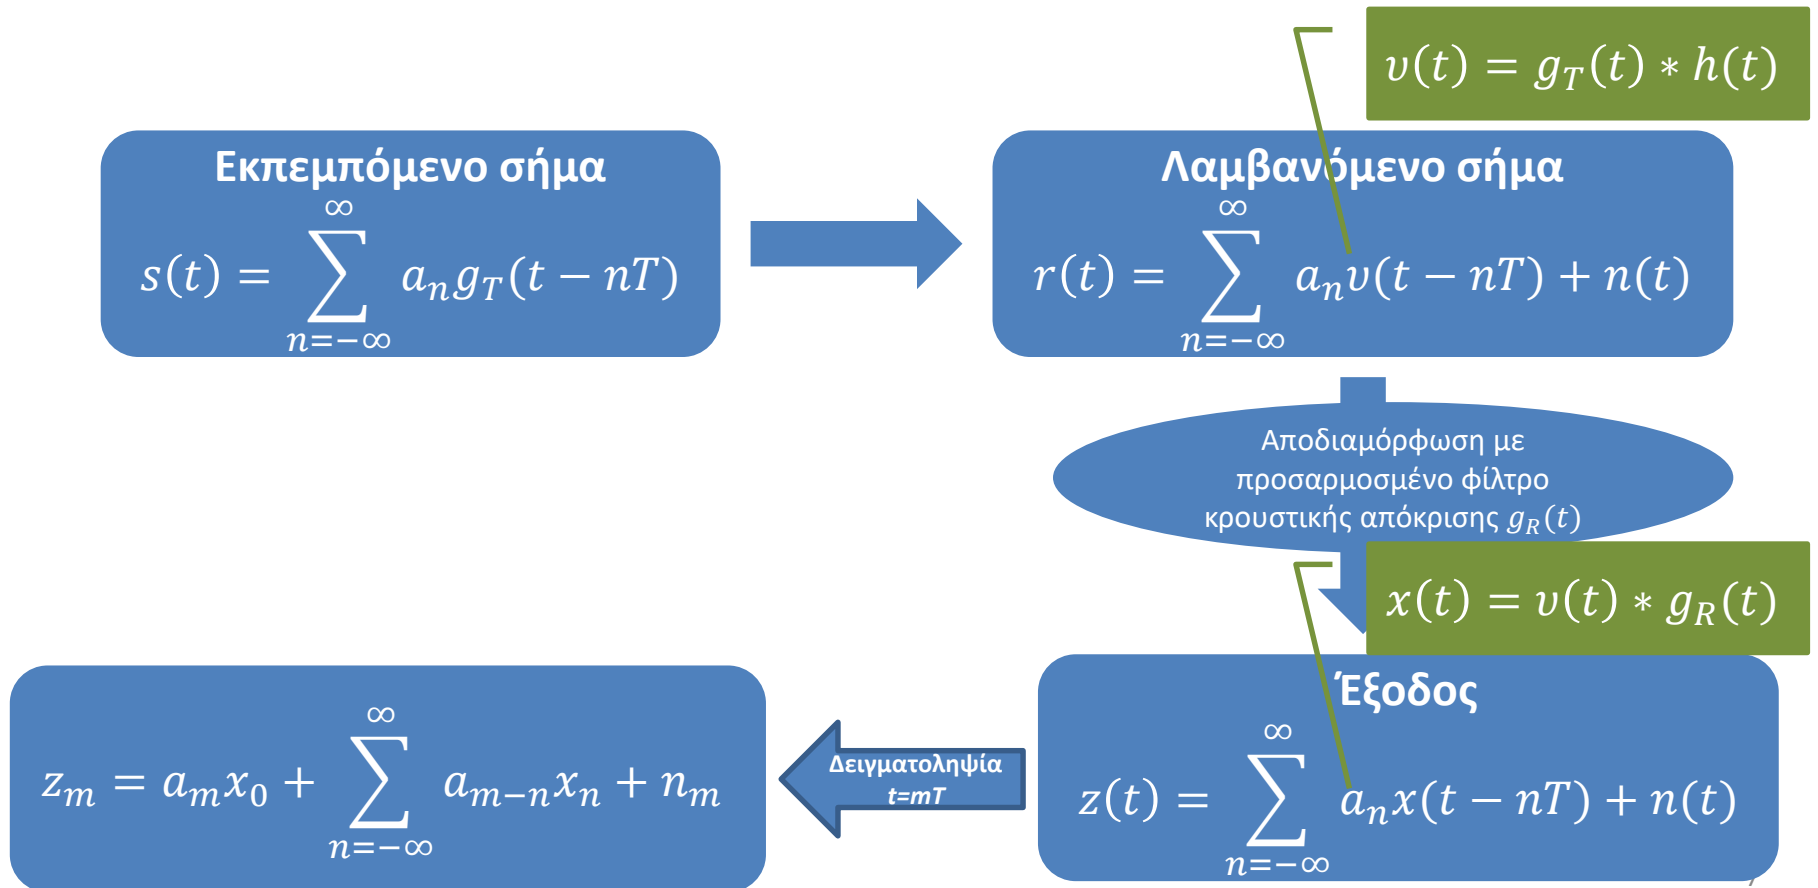 υ(t) = g_T(t) ∗ h(t)
Εκπεμπόμενο σήμα
s(t) = ∑_{n=−∞}^{∞} a_n g_T(t − nT)
Λαμβανόμενο σήμα
r(t) = ∑_{n=−∞}^{∞} a_n υ(t − nT) + n(t)
Αποδιαμόρφωση με
προσαρμοσμένο φίλτρο
κρουστικής απόκρισης g_R(t)
x(t) = υ(t) ∗ g_R(t)
Έξοδος
z(t) = ∑_{n=−∞}^{∞} a_n x(t − nT) + n(t)
Δειγματοληψία
t=mT
z_m = a_m x_0 + ∑_{n=−∞}^{∞} a_{m−n} x_n + n_m